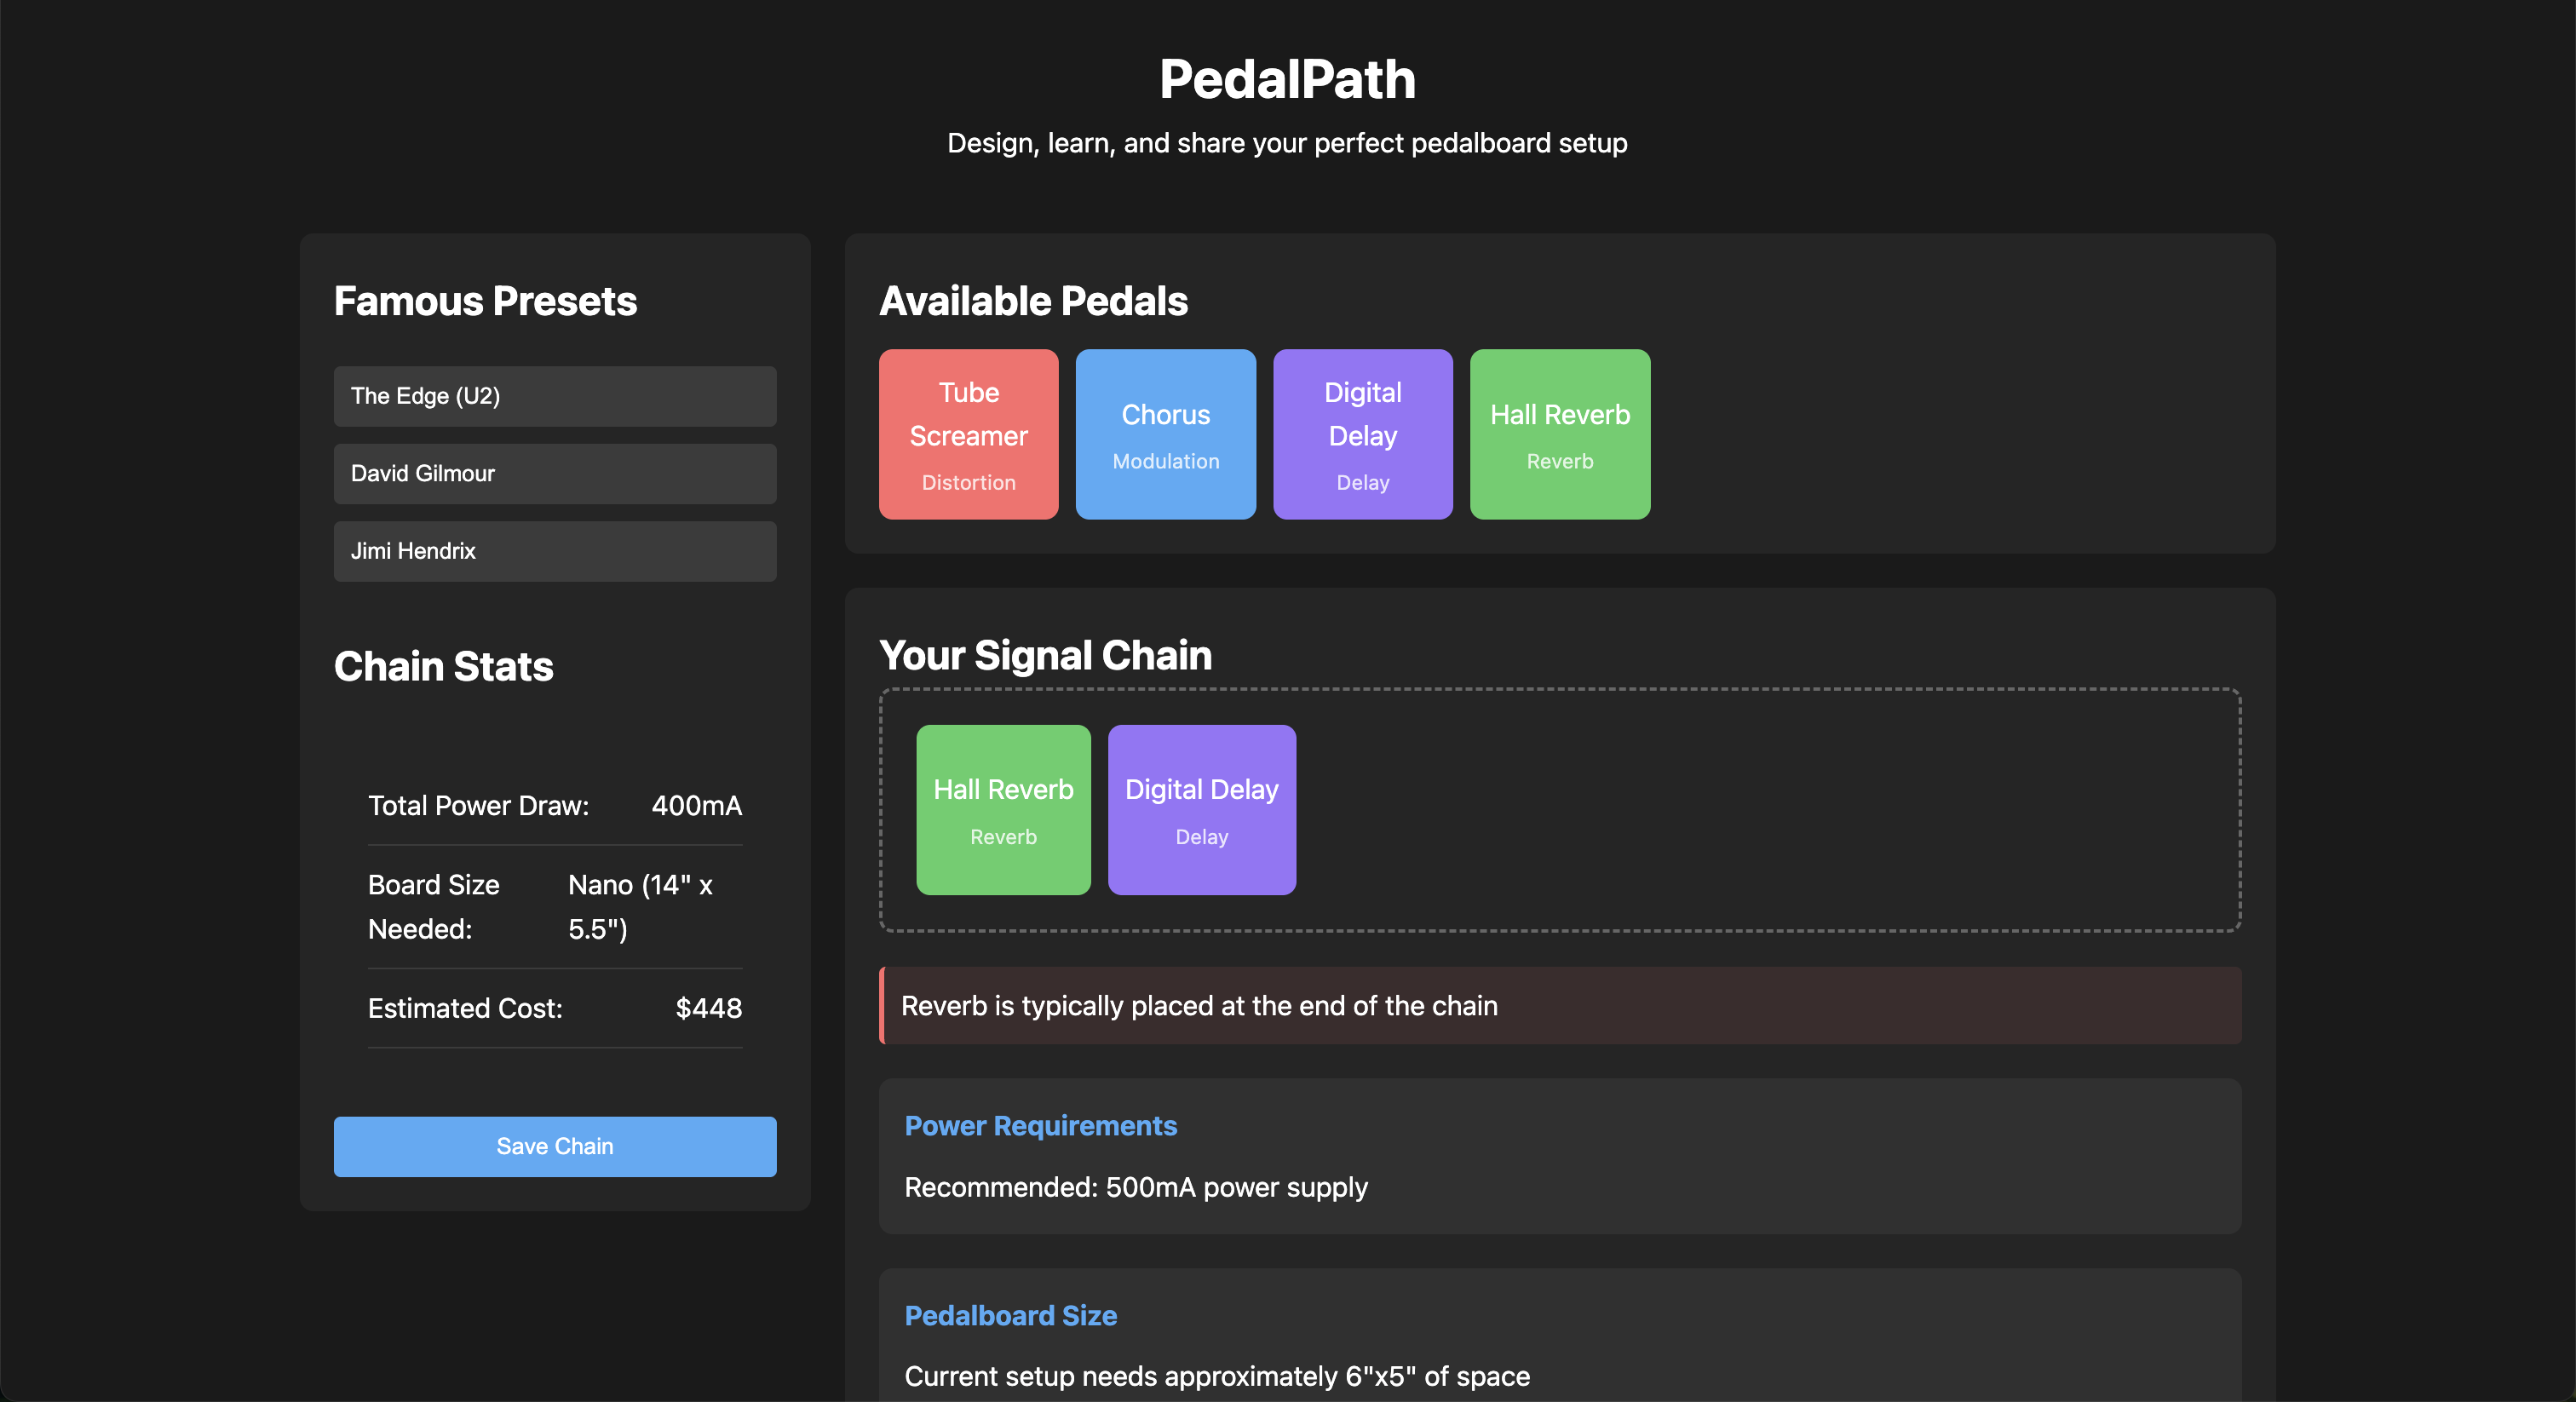 PedalPath
Design, learn, and share your perfect pedalboard setup
Famous Presets
The Edge (U2)
David Gilmour
Jimi Hendrix
Chain Stats
Total Power Draw: 400mA
Board Size Nano (14" x
Needed: 5.5")
Estimated Cost: $448
Save Chain
Available Pedals
Tube
Screamer
Distortion
Chorus
Modulation
Digital
Delay
Delay
Hall Reverb
Reverb
Your Signal Chain
Hall Reverb
Reverb
Digital Delay
Delay
Reverb is typically placed at the end of the chain
Power Requirements
Recommended: 500mA power supply
Pedalboard Size
Current setup needs approximately 6"x5" of space